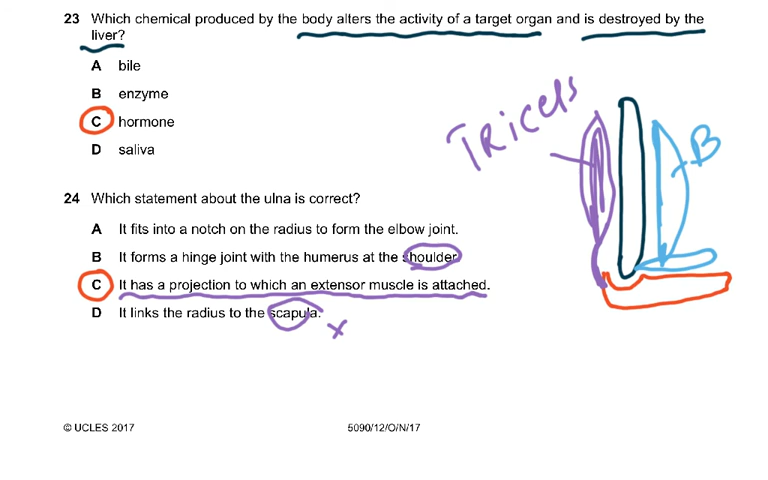 23 Which chemical produced by the body alters the activity of a target organ and is destroyed by the
liver?
A bile
B enzyme
C hormone
D saliva
Triceps
B
24 Which statement about the ulna is correct?
A It fits into a notch on the radius to form the elbow joint.
B It forms a hinge joint with the humerus at the shoulder.
C It has a projection to which an extensor muscle is attached.
D It links the radius to the scapula.
© UCLES 2017
5090/12/O/N/17